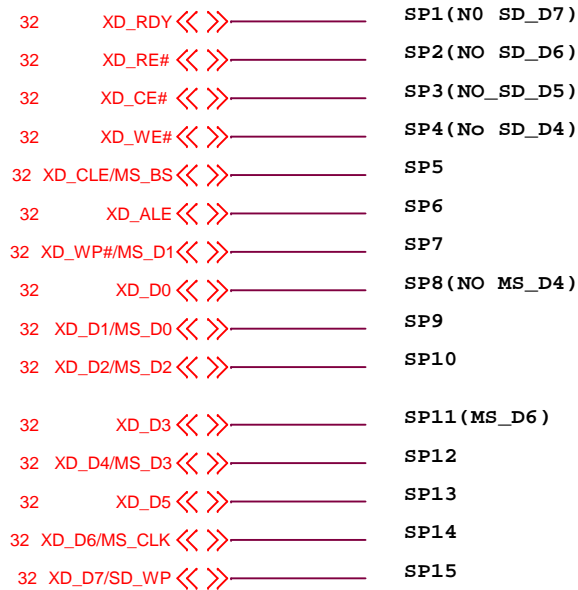 32 XD_RDY SP1(N0 SD_D7)
32 XD_RE# SP2(NO SD_D6)
32 XD_CE# SP3(NO_SD_D5)
32 XD_WE# SP4(No SD_D4)
32 XD_CLE/MS_BS SP5
32 XD_ALE SP6
32 XD_WP#/MS_D1 SP7
32 XD_D0 SP8(NO MS_D4)
32 XD_D1/MS_D0 SP9
32 XD_D2/MS_D2 SP10
32 XD_D3 SP11(MS_D6)
32 XD_D4/MS_D3 SP12
32 XD_D5 SP13
32 XD_D6/MS_CLK SP14
32 XD_D7/SD_WP SP15